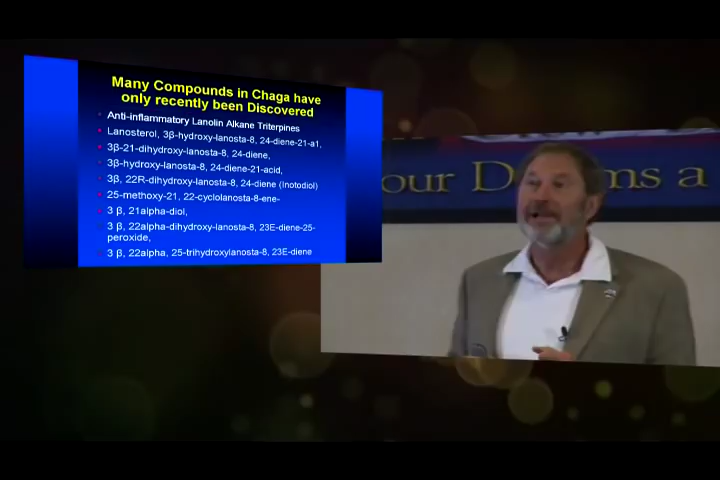 Many Compounds in Chaga have
only recently been Discovered
Anti-inflammatory Lanolin Alkane Triterpines
Lanosterol, 3β-hydroxy-lanosta-8, 24-diene-21-a1,
3β-21-dihydroxy-lanosta-8, 24-diene,
3β-hydroxy-lanosta-8, 24-diene-21-acid,
3β, 22R-dihydroxy-lanosta-8, 24-diene (Inotodiol)
25-methoxy-21, 22-cyclolanosta-8-ene-
3 β, 21alpha-diol,
3 β, 22alpha-dihydroxy-lanosta-8, 23E-diene-25-
peroxide,
3 β, 22alpha, 25-trihydroxylanosta-8, 23E-diene
our D ms a